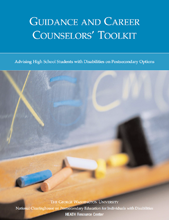 GUIDANCE AND CAREER
COUNSELORS' TOOLKIT
Advising High School Students with Disabilities on Postsecondary Options
THE GEORGE WASHINGTON UNIVERSITY
National Clearinghouse on Postsecondary Education for Individuals with Disabilities
HEATH Resource Center